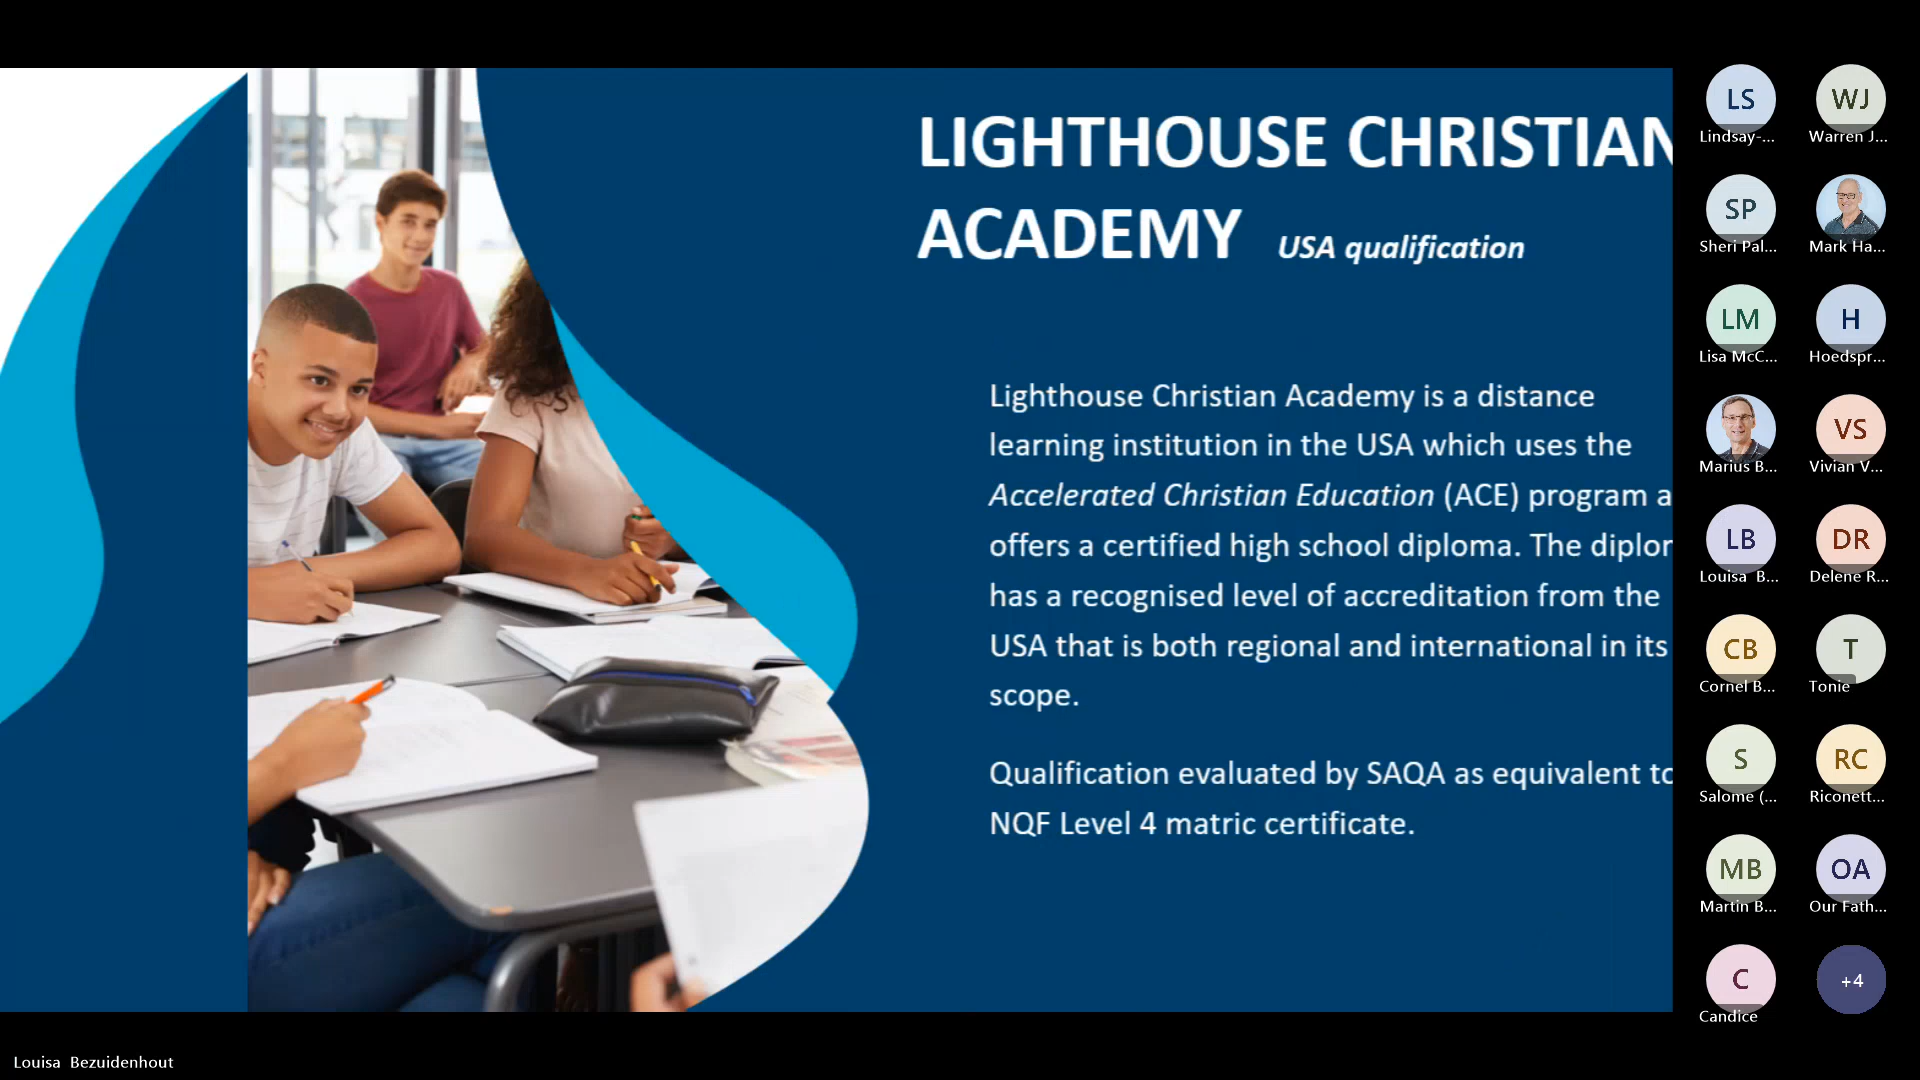 LIGHTHOUSE CHRISTIAN
ACADEMY USA qualification
Lighthouse Christian Academy is a distance
learning institution in the USA which uses the
Accelerated Christian Education (ACE) program a
offers a certified high school diploma. The diplor
has a recognised level of accreditation from the
USA that is both regional and international in its
scope.
Qualification evaluated by SAQA as equivalent to
NQF Level 4 matric certificate.
LS
WJ
Lindsay-...
Warren J...
SP
Sheri Pal...
Mark Ha...
LM
H
Lisa McC...
Hoedspr...
VS
Marius B...
Vivian V...
LB
DR
Louisa B...
Delene R...
CB
T
Cornel B...
Tonie
S
RC
Salome (...
Riconett...
MB
OA
Martin B...
Our Fath...
C
+4
Candice
Louisa Bezuidenhout